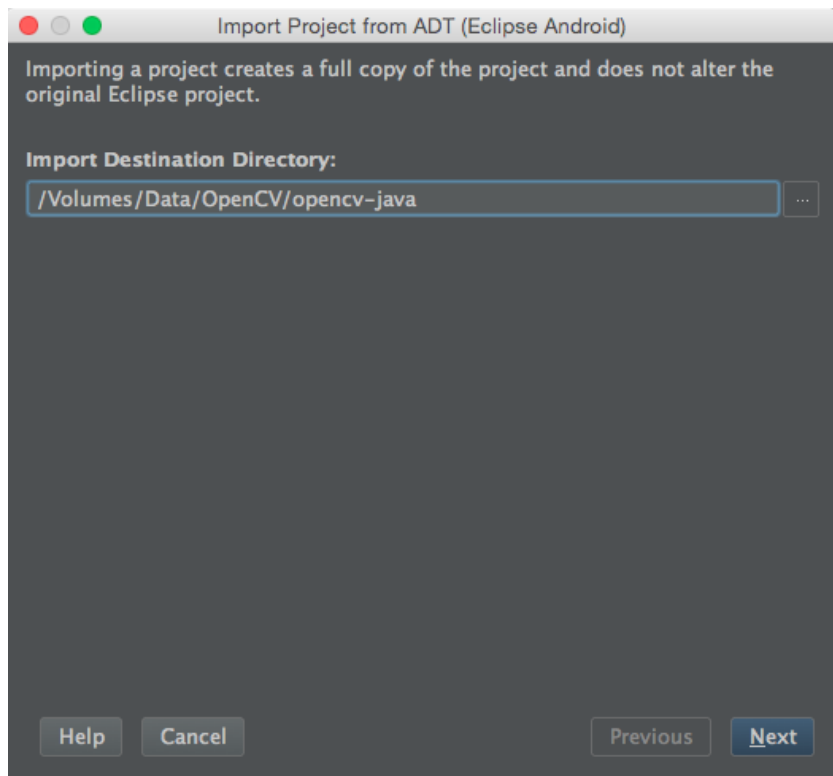 Import Project from ADT (Eclipse Android)
Importing a project creates a full copy of the project and does not alter the
original Eclipse project.
Import Destination Directory:
/Volumes/Data/OpenCV/opencv-java
...
Help Cancel Previous Next